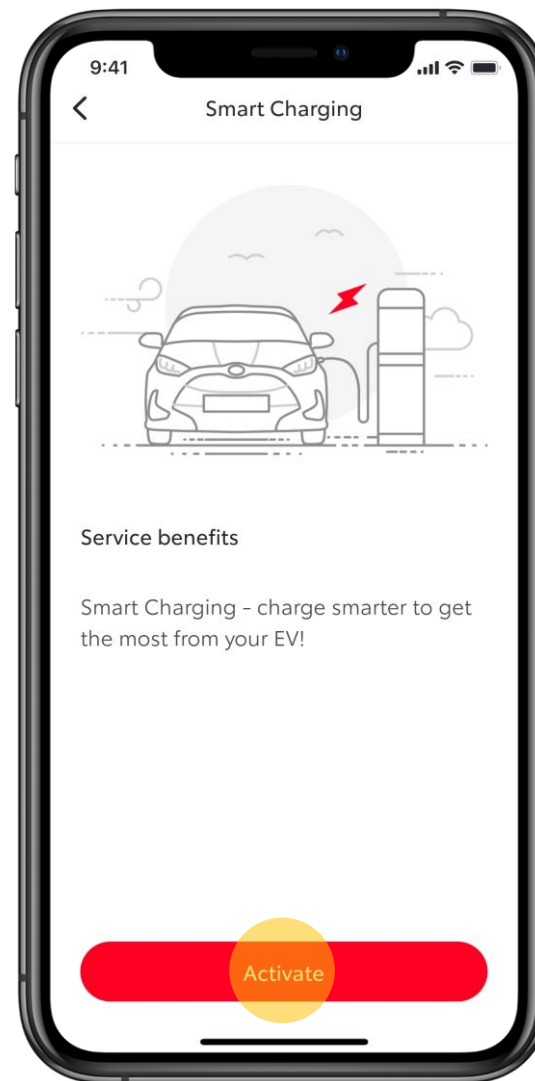 9:41
Smart Charging
Service benefits
Smart Charging - charge smarter to get
the most from your EV!
Activate